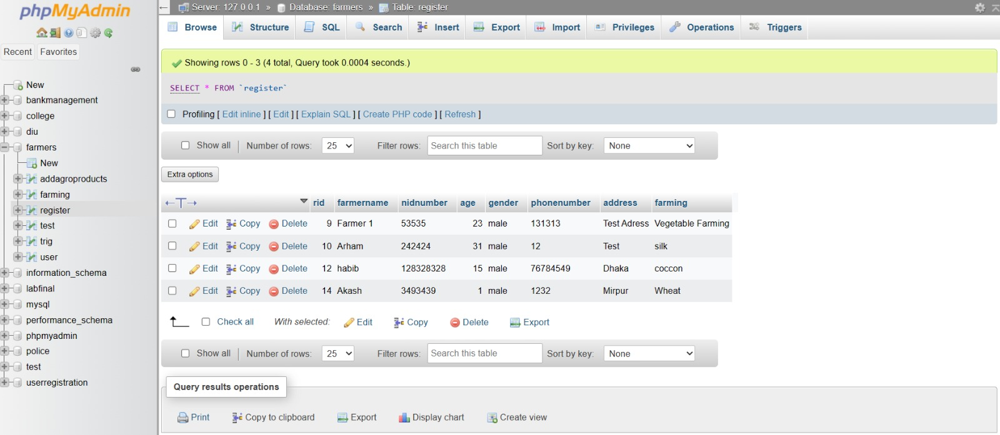 phpMyAdmin
Recent Favorites
New
bankmanagement
college
diu
farmers
New
addagroproducts
farming
register
test
trig
user
information_schema
labfinal
mysql
performance_schema
phpmyadmin
police
test
userregistration
Server: 127.0.0.1 » Database: farmers » Table: register
Browse Structure SQL Search Insert Export Import Privileges Operations Triggers
Showing rows 0 - 3 (4 total, Query took 0.0004 seconds.)
SELECT * FROM `register`
Profiling [ Edit inline ] [ Edit ] [ Explain SQL ] [ Create PHP code ] [ Refresh ]
Show all | Number of rows: 25 Filter rows: Search this table Sort by key: None
Extra options
←T→ rid farmername nidnumber age gender phonenumber address farming
Edit Copy Delete 9 Farmer 1 53535 23 male 131313 Test Adress Vegetable Farming
Edit Copy Delete 10 Arham 242424 31 male 12 Test silk
Edit Copy Delete 12 habib 128328328 15 male 76784549 Dhaka coccon
Edit Copy Delete 14 Akash 3493439 1 male 1232 Mirpur Wheat
Check all With selected: Edit Copy Delete Export
Show all | Number of rows: 25 Filter rows: Search this table Sort by key: None
Query results operations
Print Copy to clipboard Export Display chart Create view